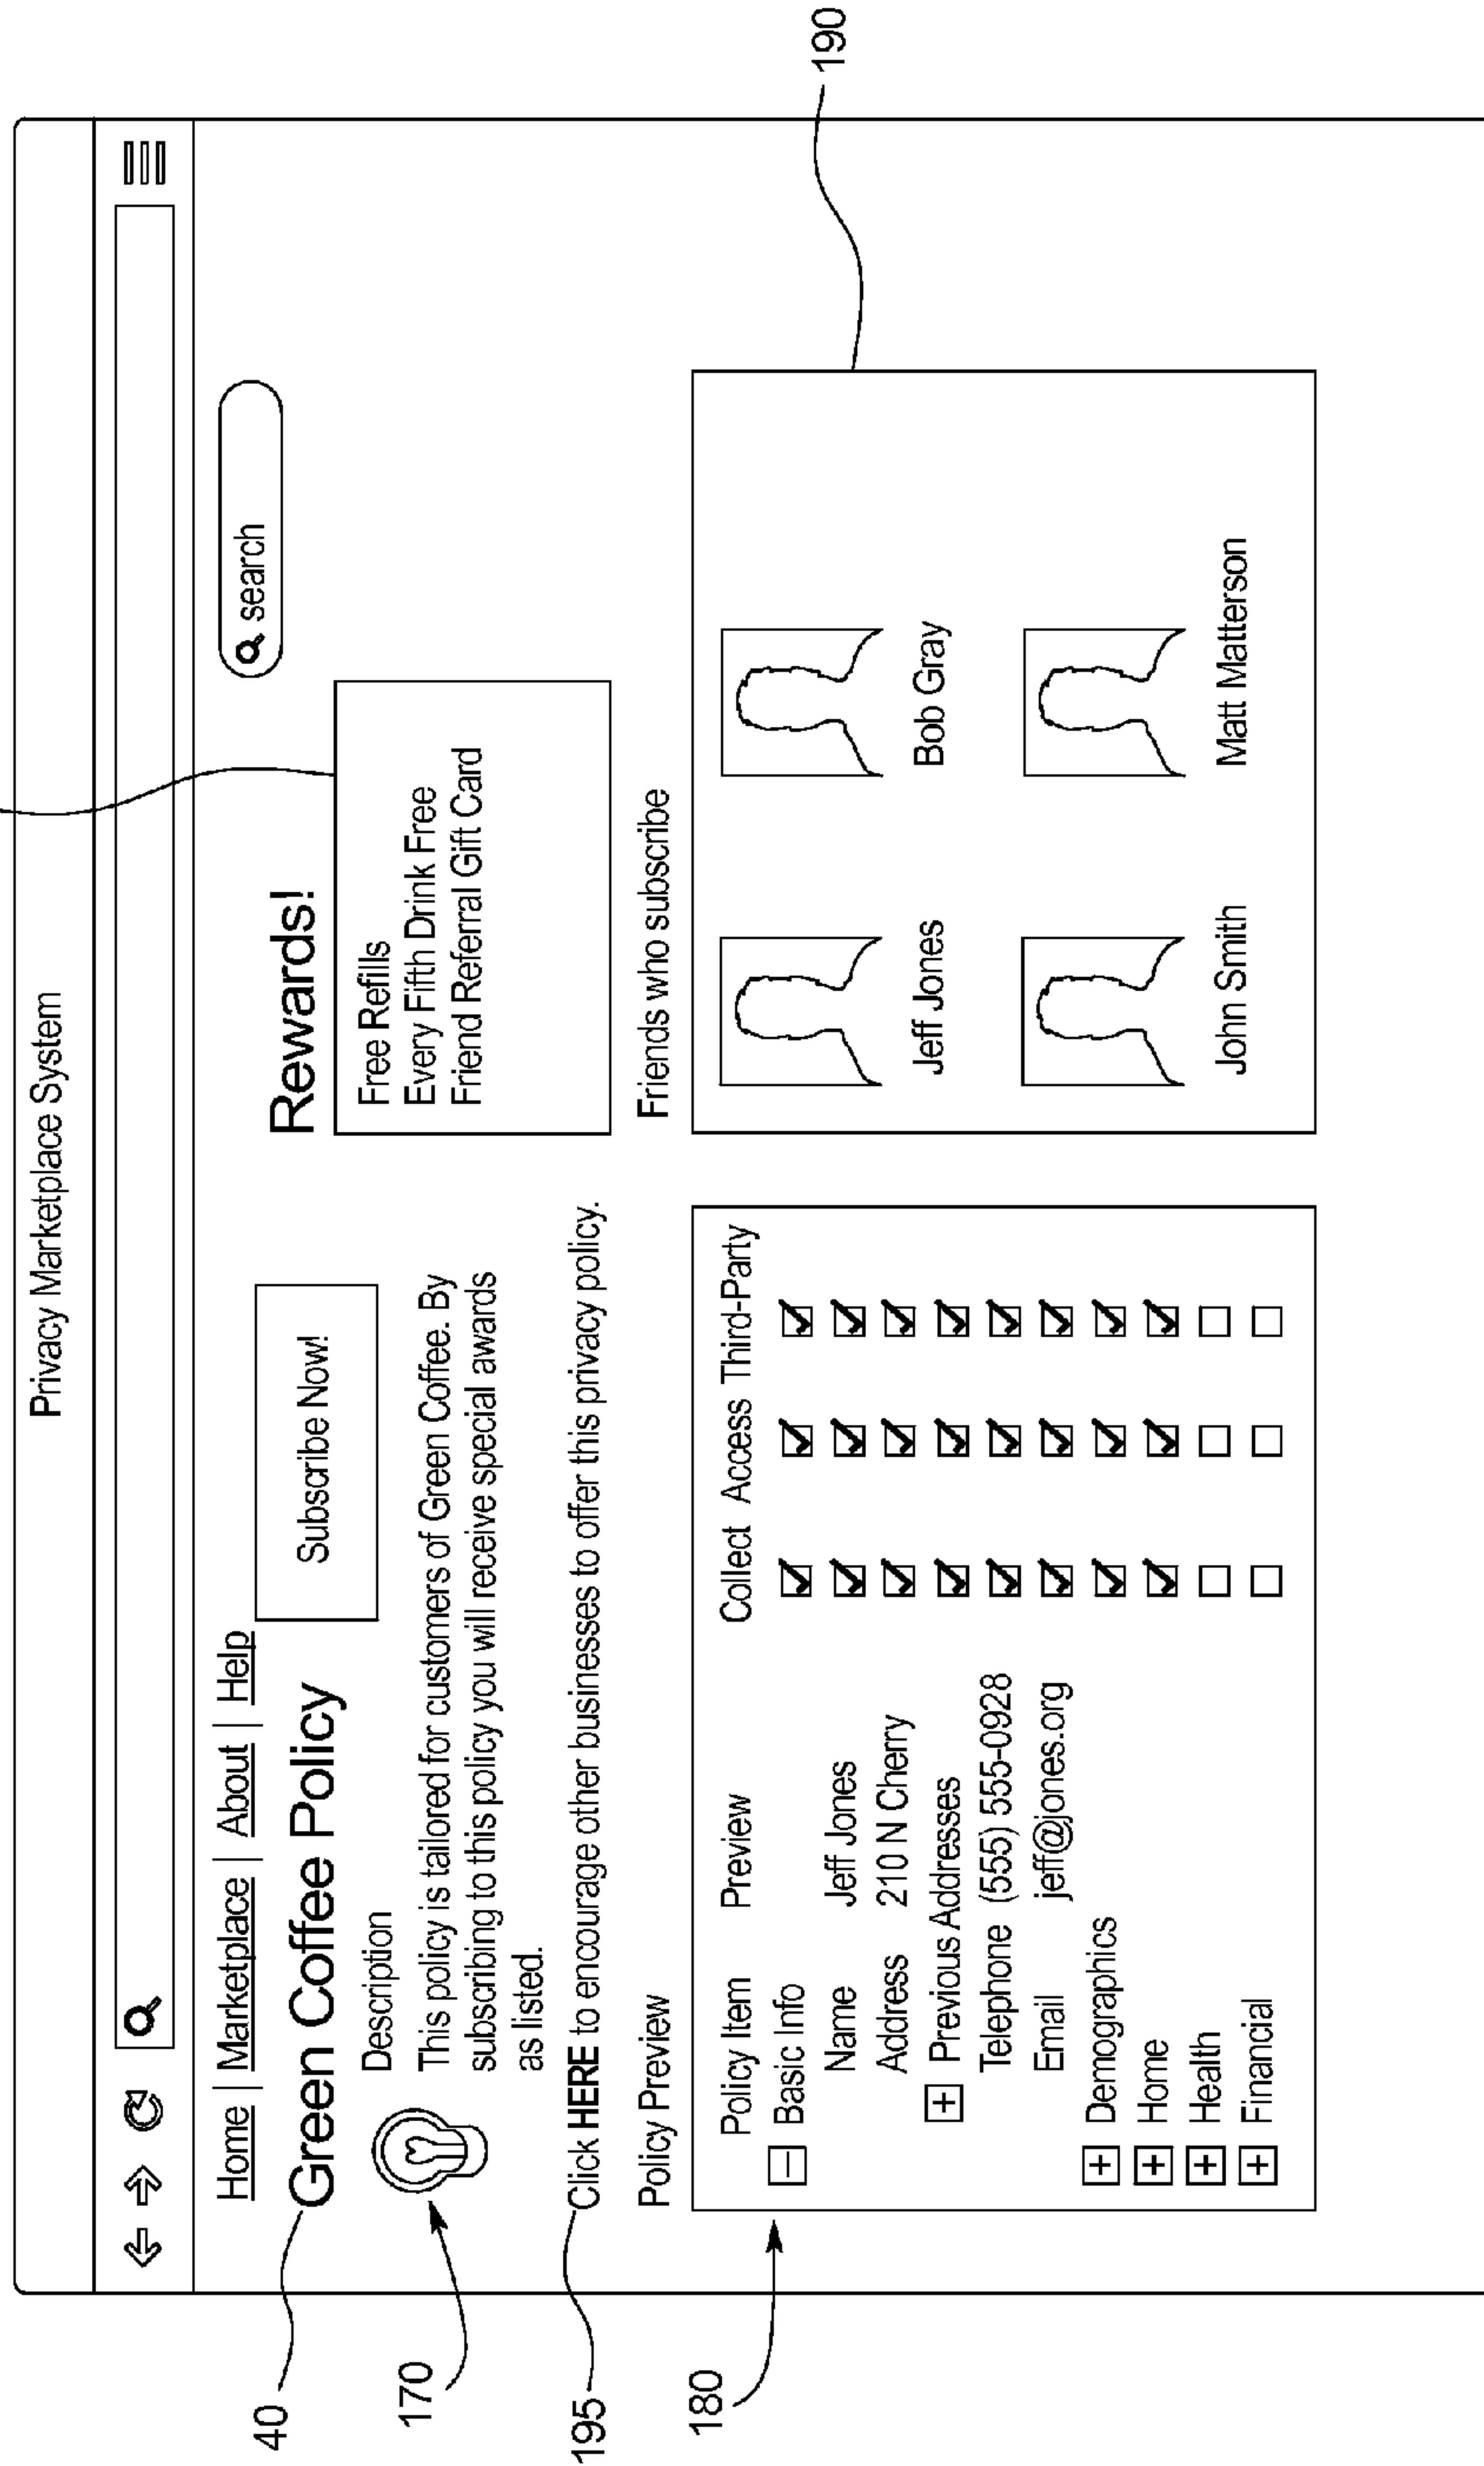 Privacy Marketplace System
Home | Marketplace | About | Help
search
40
Green Coffee Policy
Subscribe Now!
Rewards!
170
Description
This policy is tailored for customers of Green Coffee. By
subscribing to this policy you will receive special awards
as listed.
Free Refills
Every Fifth Drink Free
Friend Referral Gift Card
195
Click HERE to encourage other businesses to offer this privacy policy.
Policy Preview
Friends who subscribe
180
Policy Item Preview Collect Access Third-Party
Basic Info
Name Jeff Jones
Address 210 N Cherry
Previous Addresses
Telephone (555) 555-0928
Email jeff@jones.org
Demographics
Home
Health
Financial
190
Jeff Jones
Bob Gray
John Smith
Matt Matterson